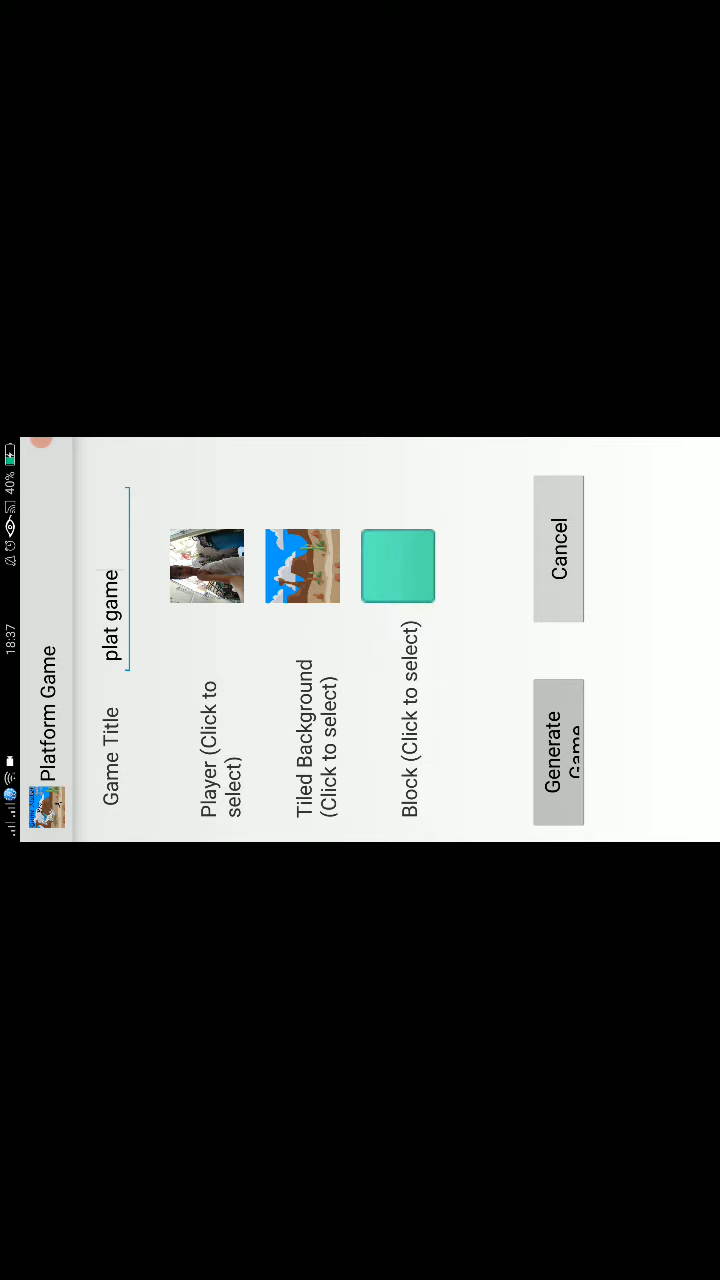 18:37
40%
Platform Game
Game Title
plat game
Player (Click to
select)
Tiled Background
(Click to select)
Block (Click to select)
Generate
Game
Cancel